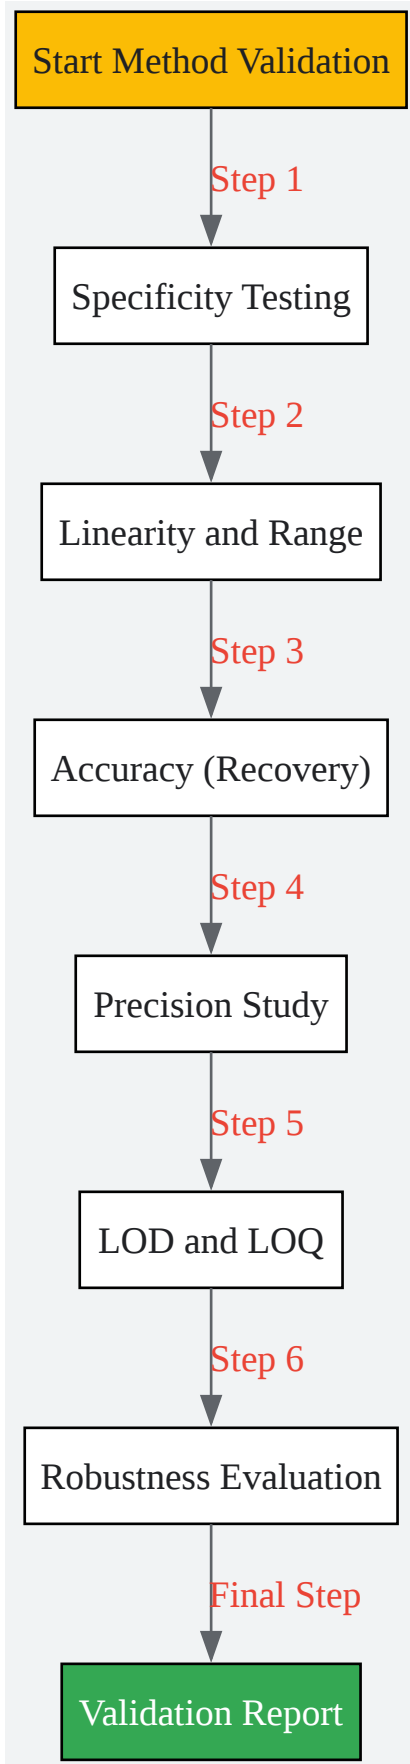 Start Method Validation
Step 1
Specificity Testing
Step 2
Linearity and Range
Step 3
Accuracy (Recovery)
Step 4
Precision Study
Step 5
LOD and LOQ
Step 6
Robustness Evaluation
Final Step
Validation Report